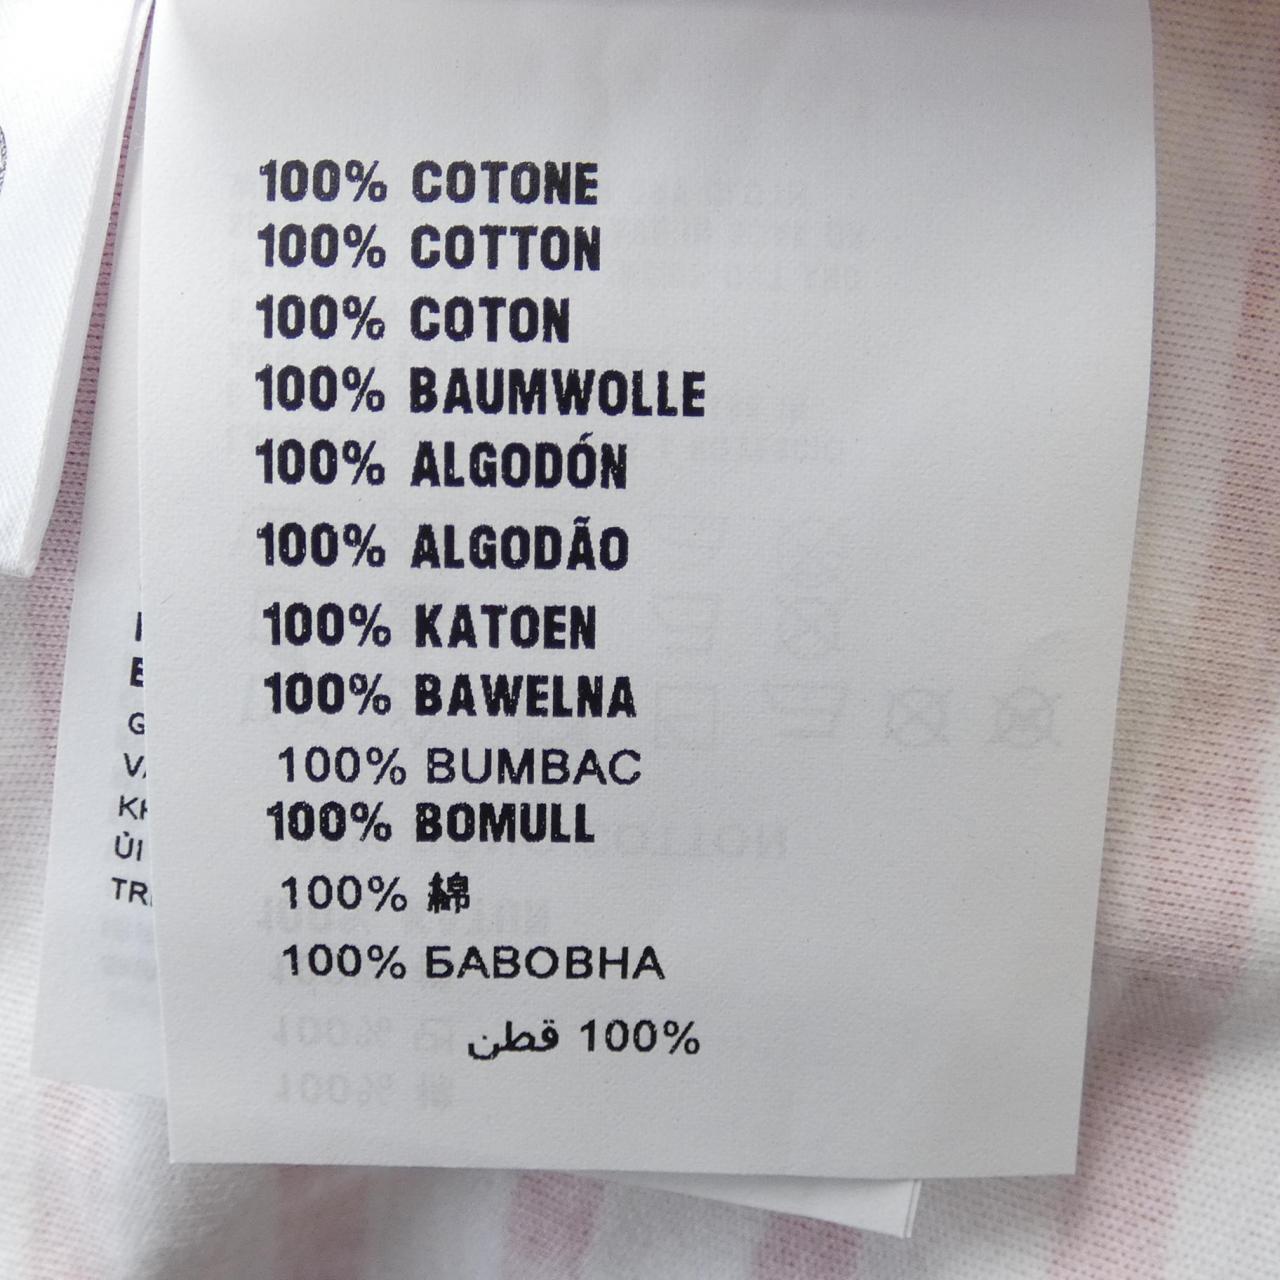 100% COTONE
100% COTTON
100% COTON
100% BAUMWOLLE
100% ALGODÓN
100% ALGODÃO
100% KATOEN
100% BAWELNA
100% BUMBAC
100% BOMULL
100% 綿
100% БАВОВНА
100% قطن